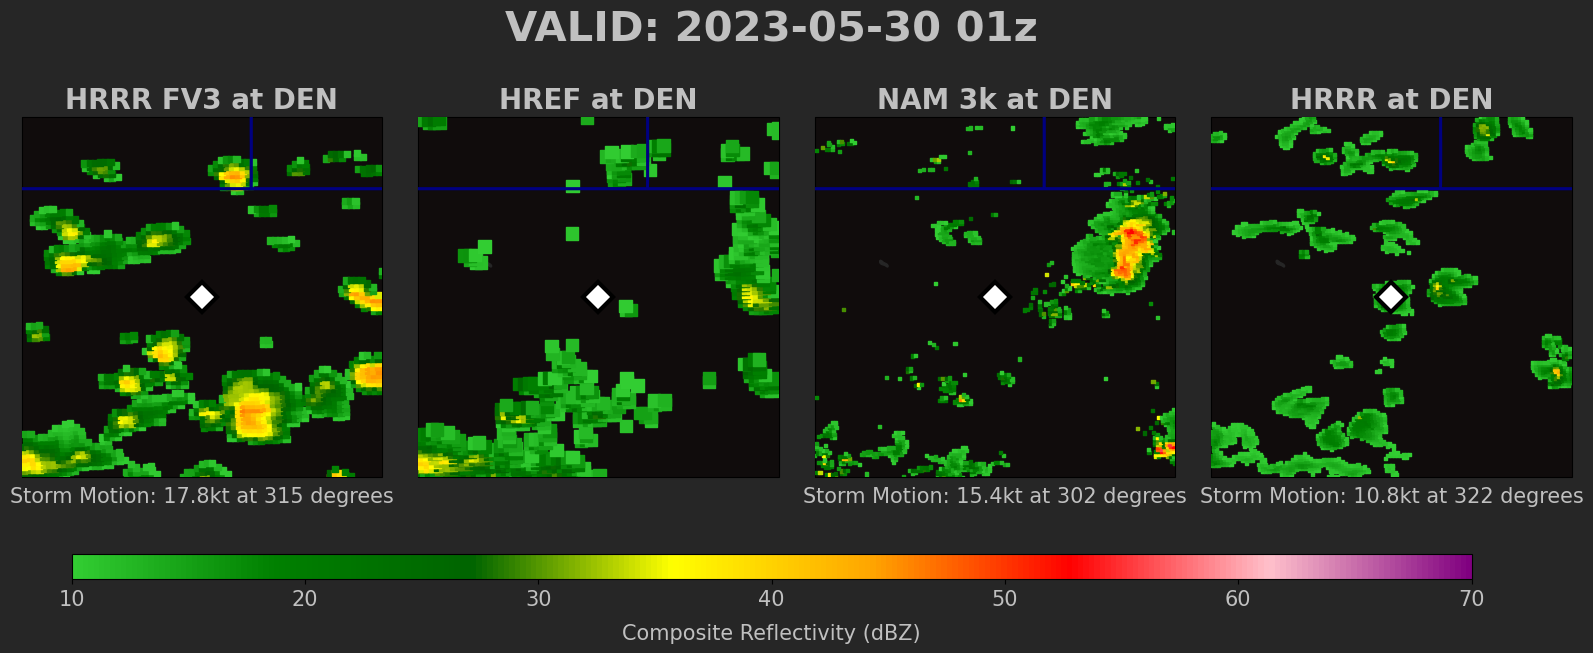 VALID: 2023-05-30 01z
HRRR FV3 at DEN
HREF at DEN
NAM 3k at DEN
HRRR at DEN
Storm Motion: 17.8kt at 315 degrees
Storm Motion: 15.4kt at 302 degrees
Storm Motion: 10.8kt at 322 degrees
10 20 30 40 50 60 70
Composite Reflectivity (dBZ)